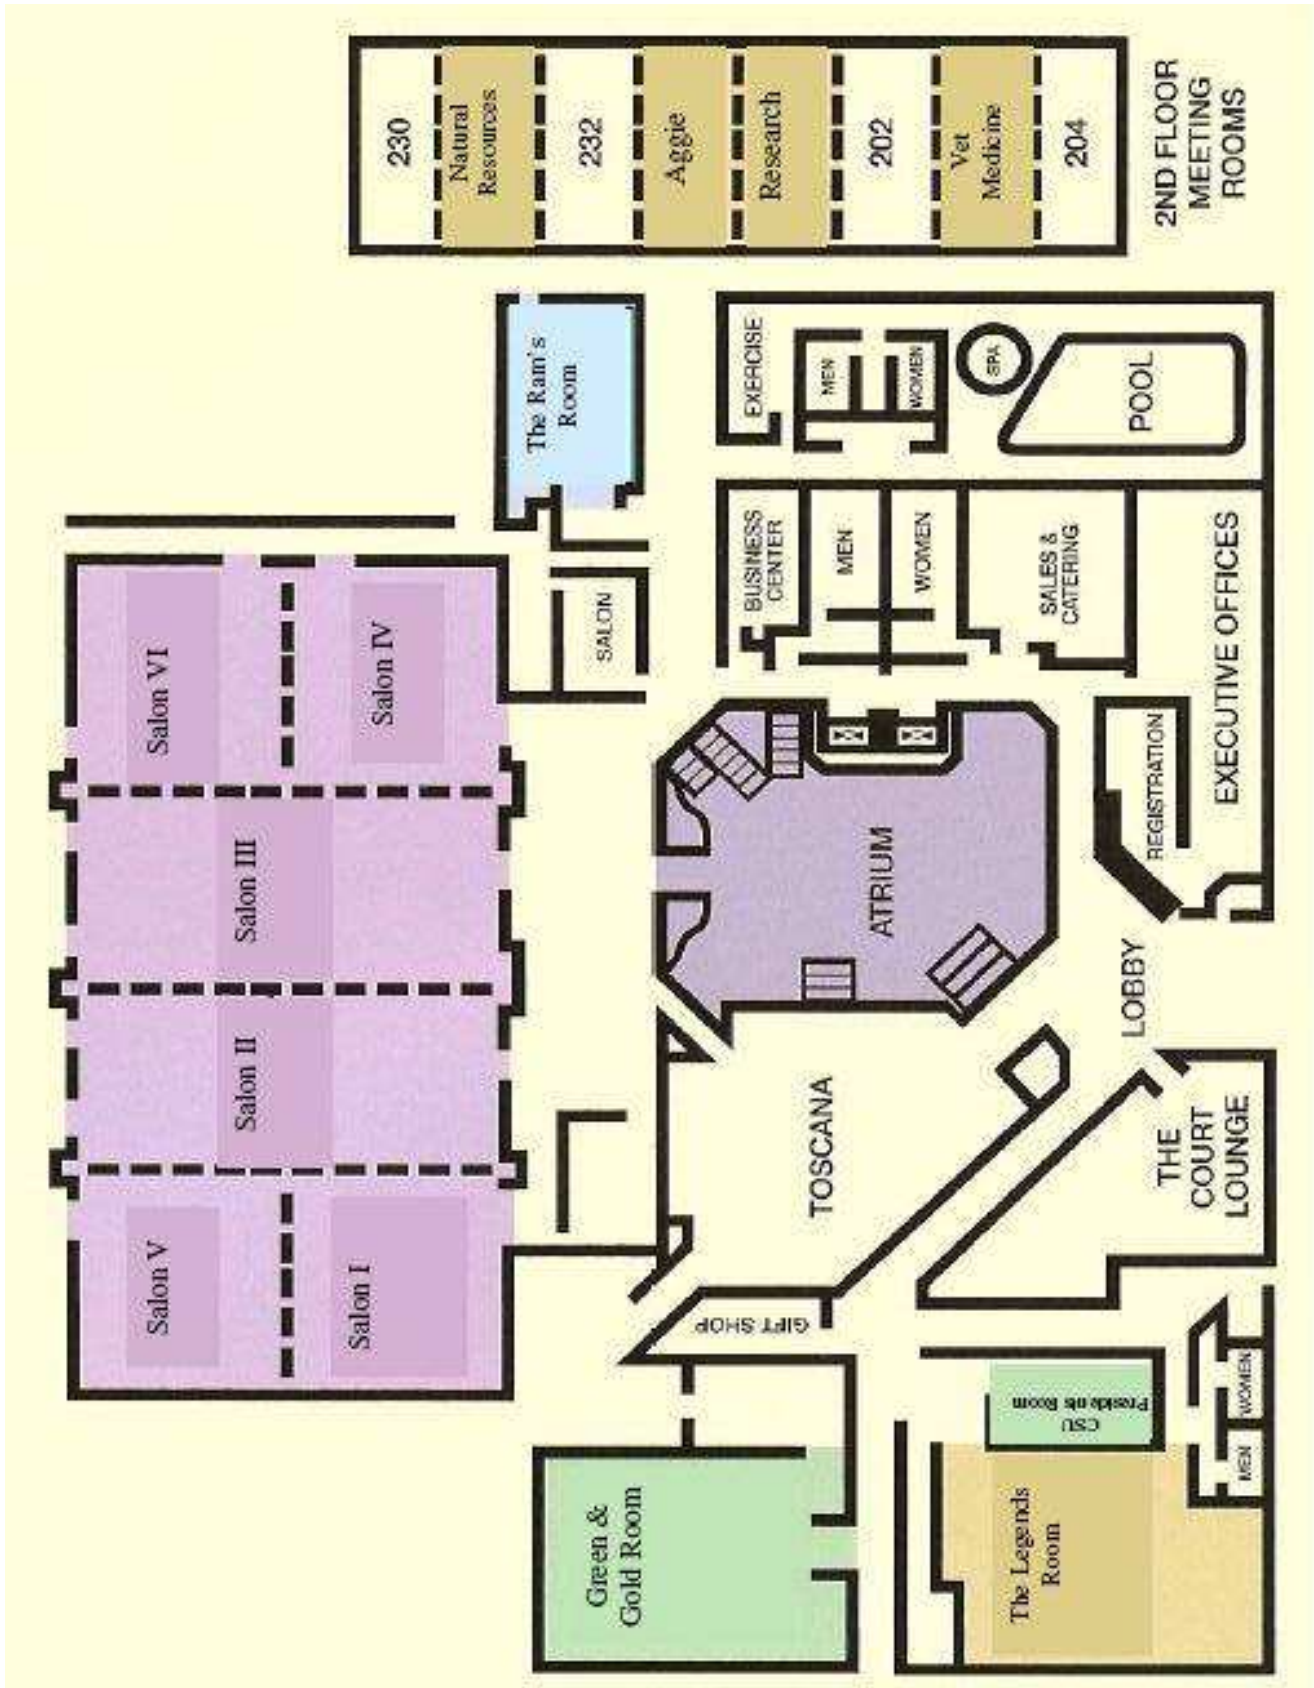 230
Natural
Resources
232
Aggie
Research
202
Vet
Medicine
204
2ND FLOOR
MEETING
ROOMS
The Ram's
Room
EXERCISE
MEN
WOMEN
SPA
POOL
BUSINESS
CENTER
MEN
WOMEN
SALES &
CATERING
EXECUTIVE OFFICES
SALON
REGISTRATION
Salon VI
Salon IV
Salon III
Salon II
Salon V
Salon I
ATRIUM
LOBBY
TOSCANA
THE
COURT
LOUNGE
GIFT SHOP
CSU
Presidents Room
WOMEN
MEN
Green &
Gold Room
The Legends
Room